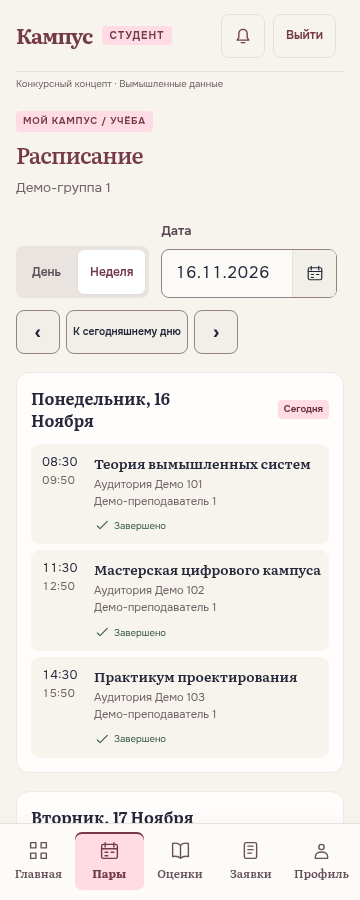 Кампус СТУДЕНТ Выйти
Конкурсный концепт · Вымышленные данные
МОЙ КАМПУС / УЧЁБА
Расписание
Демо-группа 1
Дата
День Неделя 16.11.2026
‹ К сегодняшнему дню ›
Понедельник, 16
Ноября
Сегодня
08:30 Теория вымышленных систем
09:50 Аудитория Демо 101
Демо-преподаватель 1
Завершено
11:30 Мастерская цифрового кампуса
12:50 Аудитория Демо 102
Демо-преподаватель 1
Завершено
14:30 Практикум проектирования
15:50 Аудитория Демо 103
Демо-преподаватель 1
Завершено
Вторник, 17 Ноября
Главная Пары Оценки Заявки Профиль